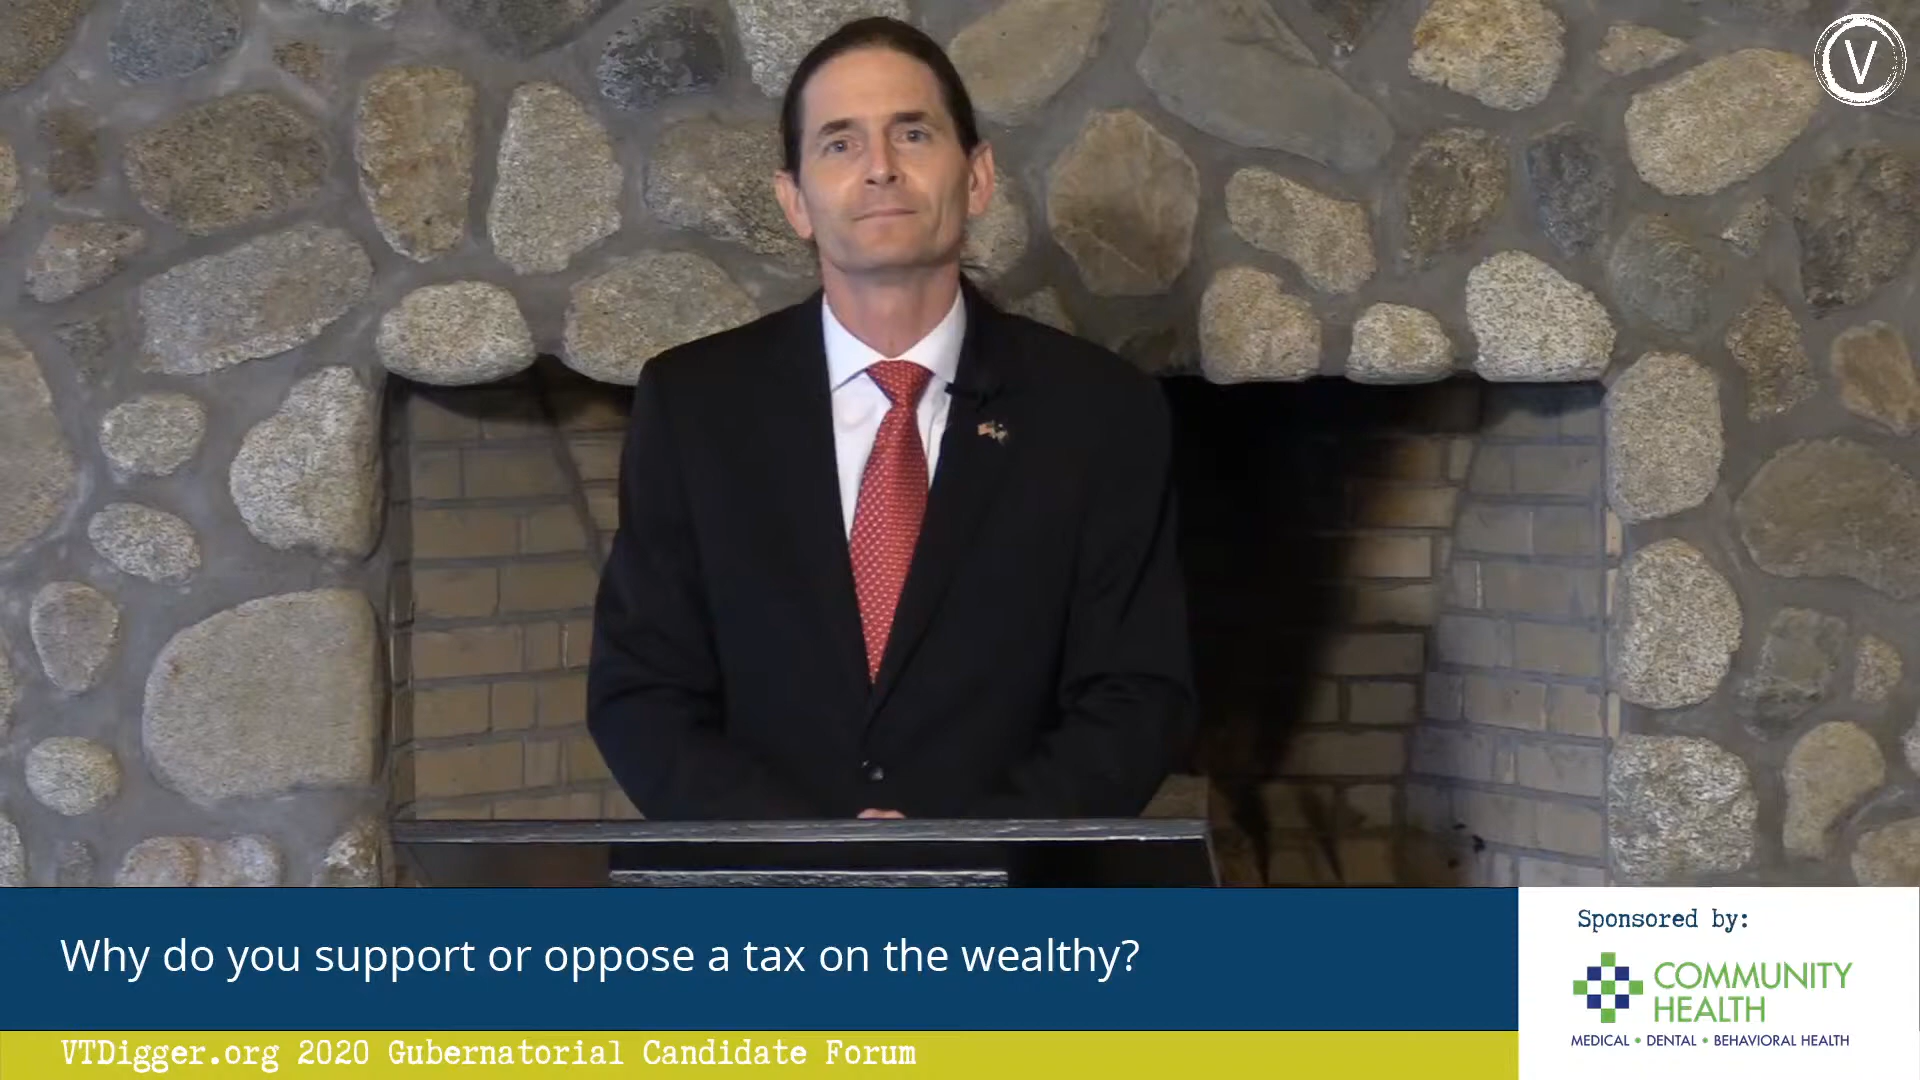 V
Why do you support or oppose a tax on the wealthy?
VTDigger.org 2020 Gubernatorial Candidate Forum
Sponsored by:
COMMUNITY
HEALTH
MEDICAL • DENTAL • BEHAVIORAL HEALTH